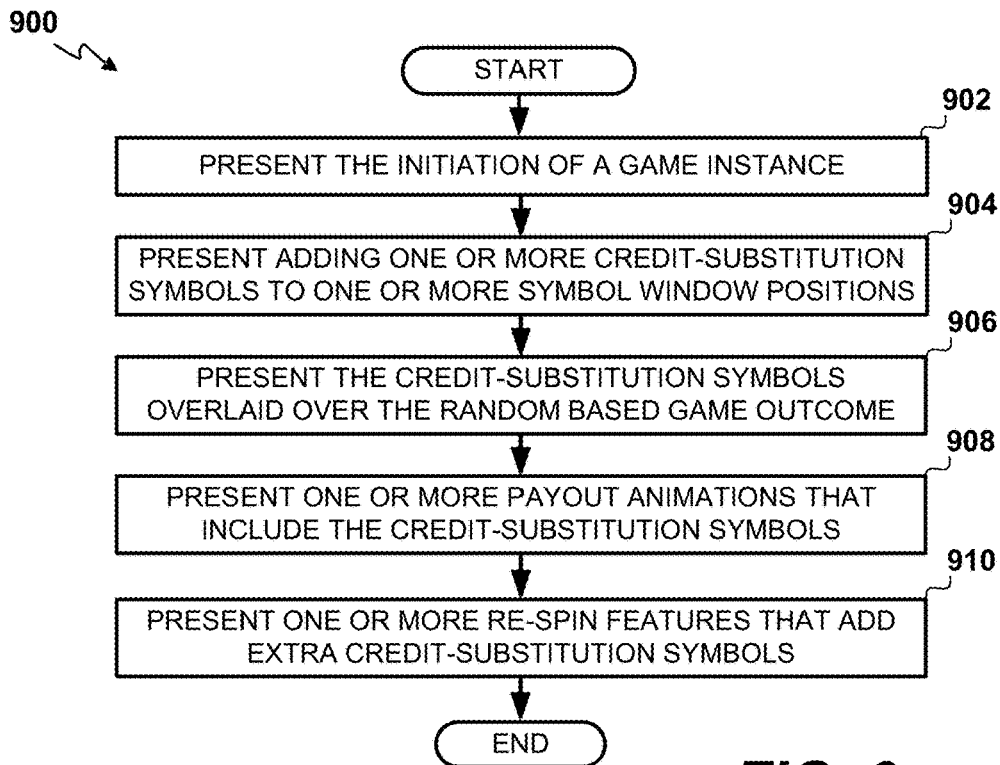 900
START
902
PRESENT THE INITIATION OF A GAME INSTANCE
904
PRESENT ADDING ONE OR MORE CREDIT-SUBSTITUTION
SYMBOLS TO ONE OR MORE SYMBOL WINDOW POSITIONS
906
PRESENT THE CREDIT-SUBSTITUTION SYMBOLS
OVERLAID OVER THE RANDOM BASED GAME OUTCOME
908
PRESENT ONE OR MORE PAYOUT ANIMATIONS THAT
INCLUDE THE CREDIT-SUBSTITUTION SYMBOLS
910
PRESENT ONE OR MORE RE-SPIN FEATURES THAT ADD
EXTRA CREDIT-SUBSTITUTION SYMBOLS
END